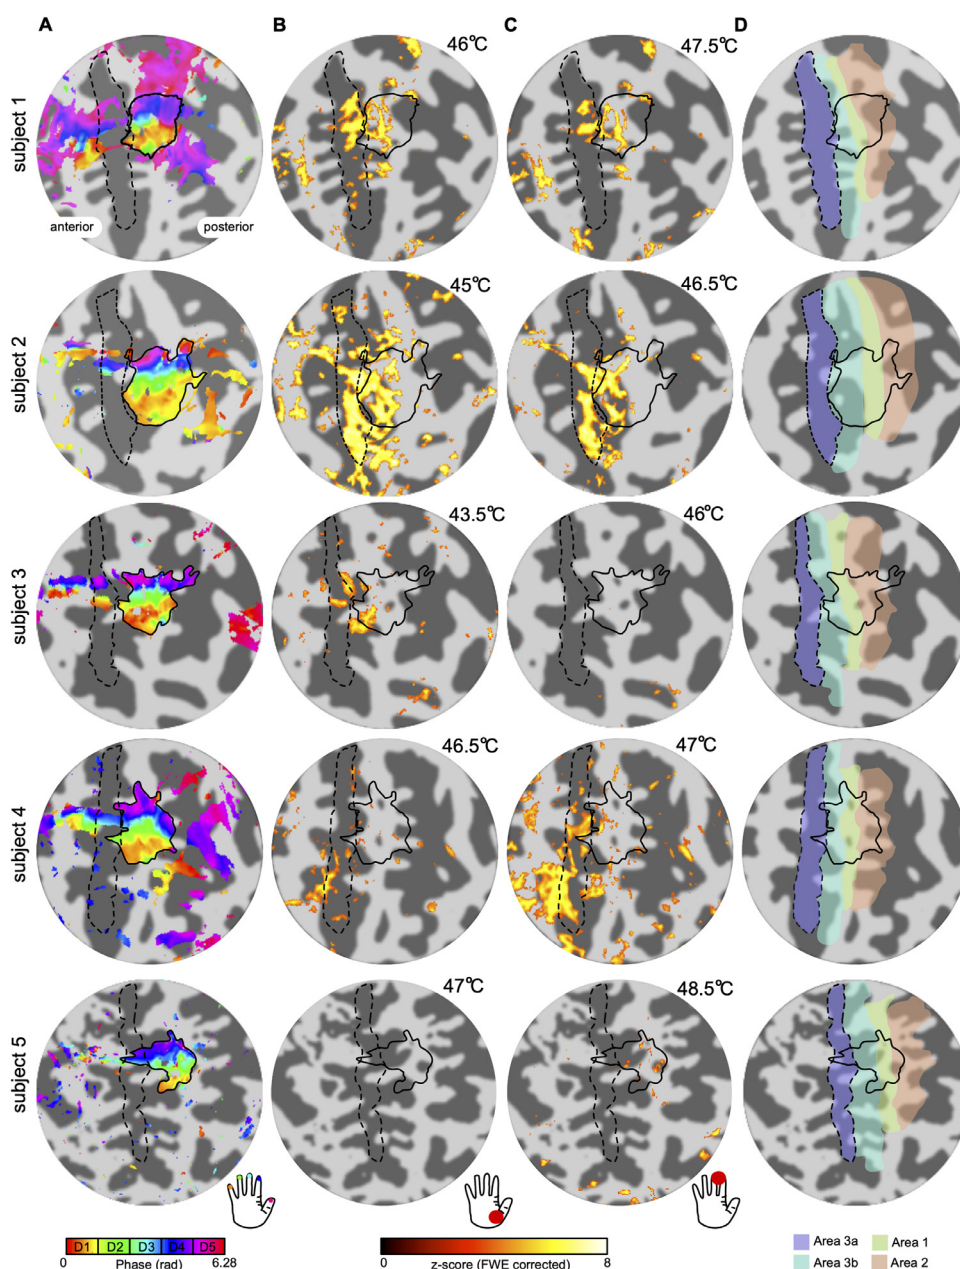 A B C D
subject 1
46℃
47.5℃
anterior
posterior
subject 2
45℃
46.5℃
subject 3
43.5℃
46℃
subject 4
46.5℃
47℃
subject 5
47℃
48.5℃
D1 D2 D3 D4 D5
0 Phase (rad) 6.28
0 z-score (FWE corrected) 8
Area 3a
Area 1
Area 3b
Area 2